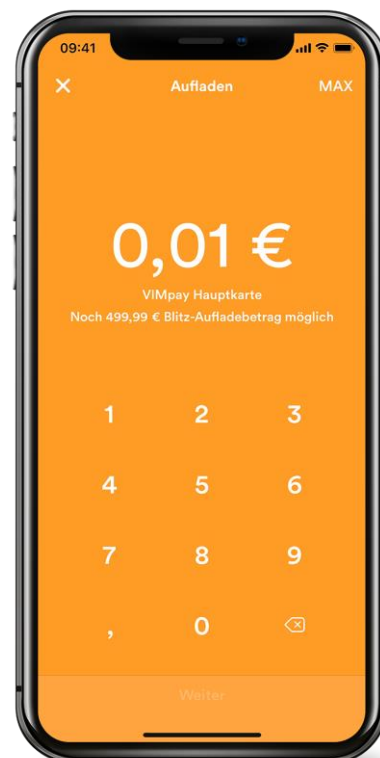 09:41
Aufladen MAX
0,01 €
VIMpay Hauptkarte
Noch 499,99 € Blitz-Aufladebetrag möglich
1 2 3
4 5 6
7 8 9
, 0
Weiter